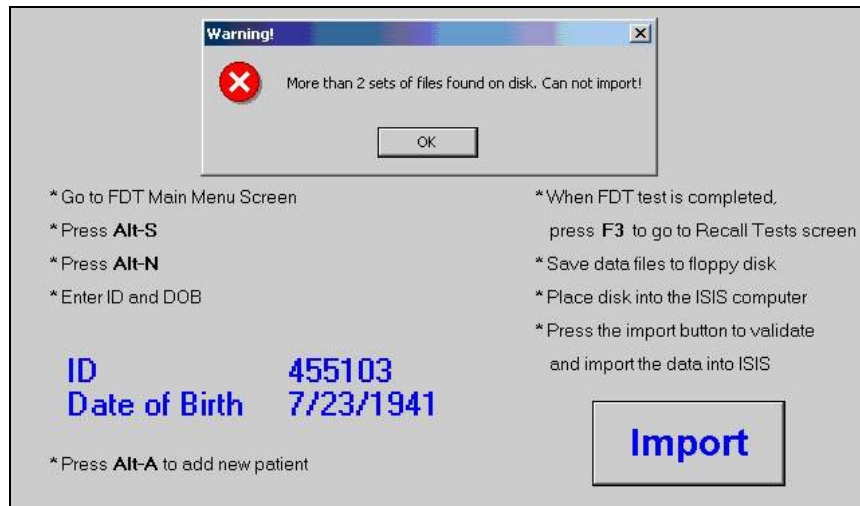 Warning!
More than 2 sets of files found on disk. Can not import!
OK
* Go to FDT Main Menu Screen
* Press Alt-S
* Press Alt-N
* Enter ID and DOB
ID 455103
Date of Birth 7/23/1941
* Press Alt-A to add new patient
* When FDT test is completed,
press F3 to go to Recall Tests screen
* Save data files to floppy disk
* Place disk into the ISIS computer
* Press the import button to validate
and import the data into ISIS
Import